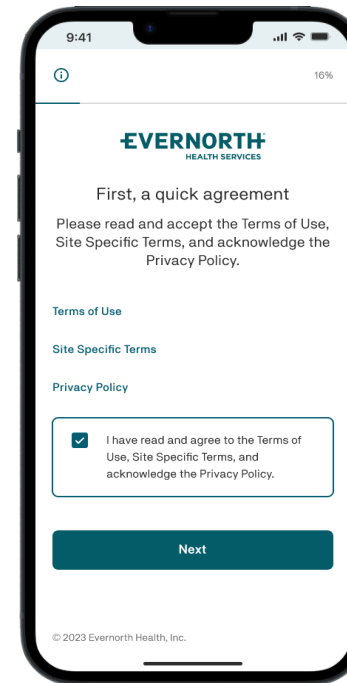 9:41
16%
EVERNORTH
HEALTH SERVICES
First, a quick agreement
Please read and accept the Terms of Use,
Site Specific Terms, and acknowledge the
Privacy Policy.
Terms of Use
Site Specific Terms
Privacy Policy
I have read and agree to the Terms of
Use, Site Specific Terms, and
acknowledge the Privacy Policy.
Next
© 2023 Evernorth Health, Inc.